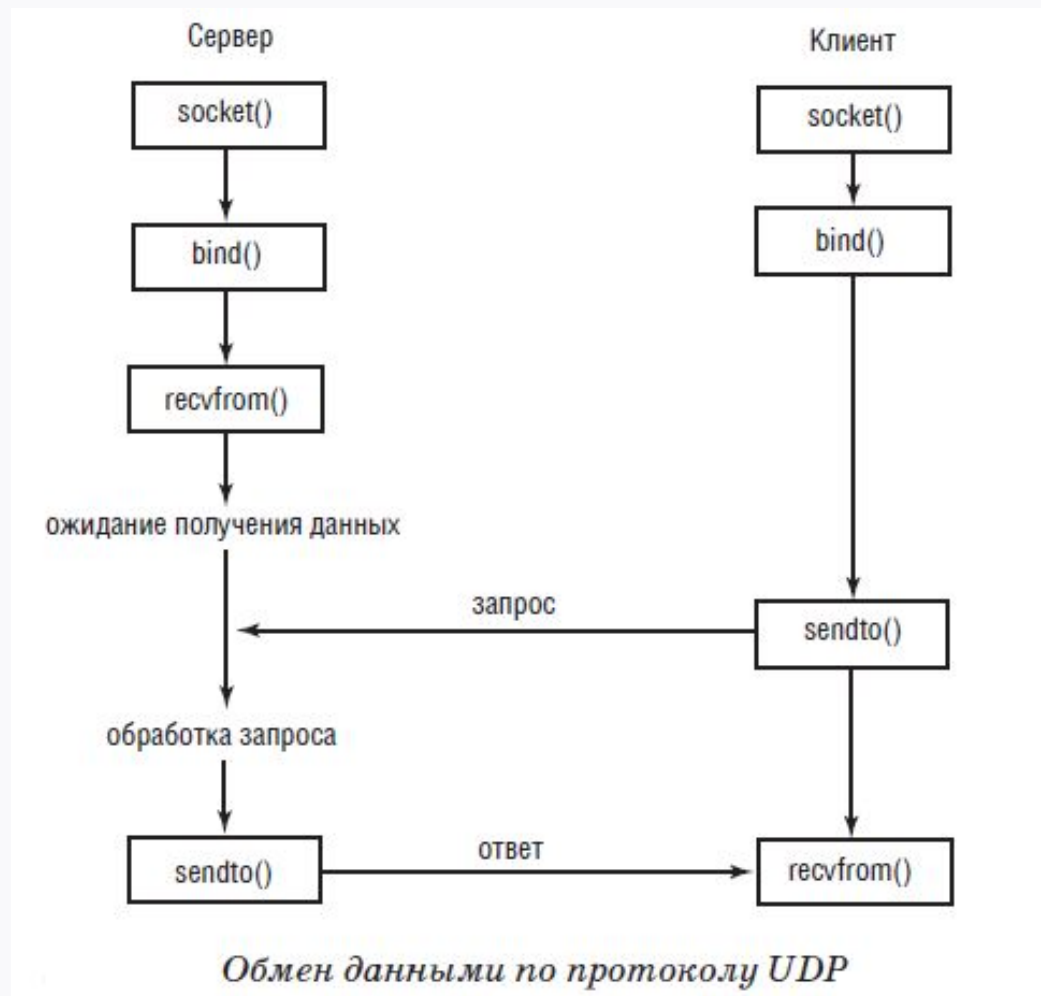 Сервер
Клиент
socket()
socket()
bind()
bind()
recvfrom()
ожидание получения данных
запрос
sendto()
обработка запроса
sendto()
ответ
recvfrom()
Обмен данными по протоколу UDP